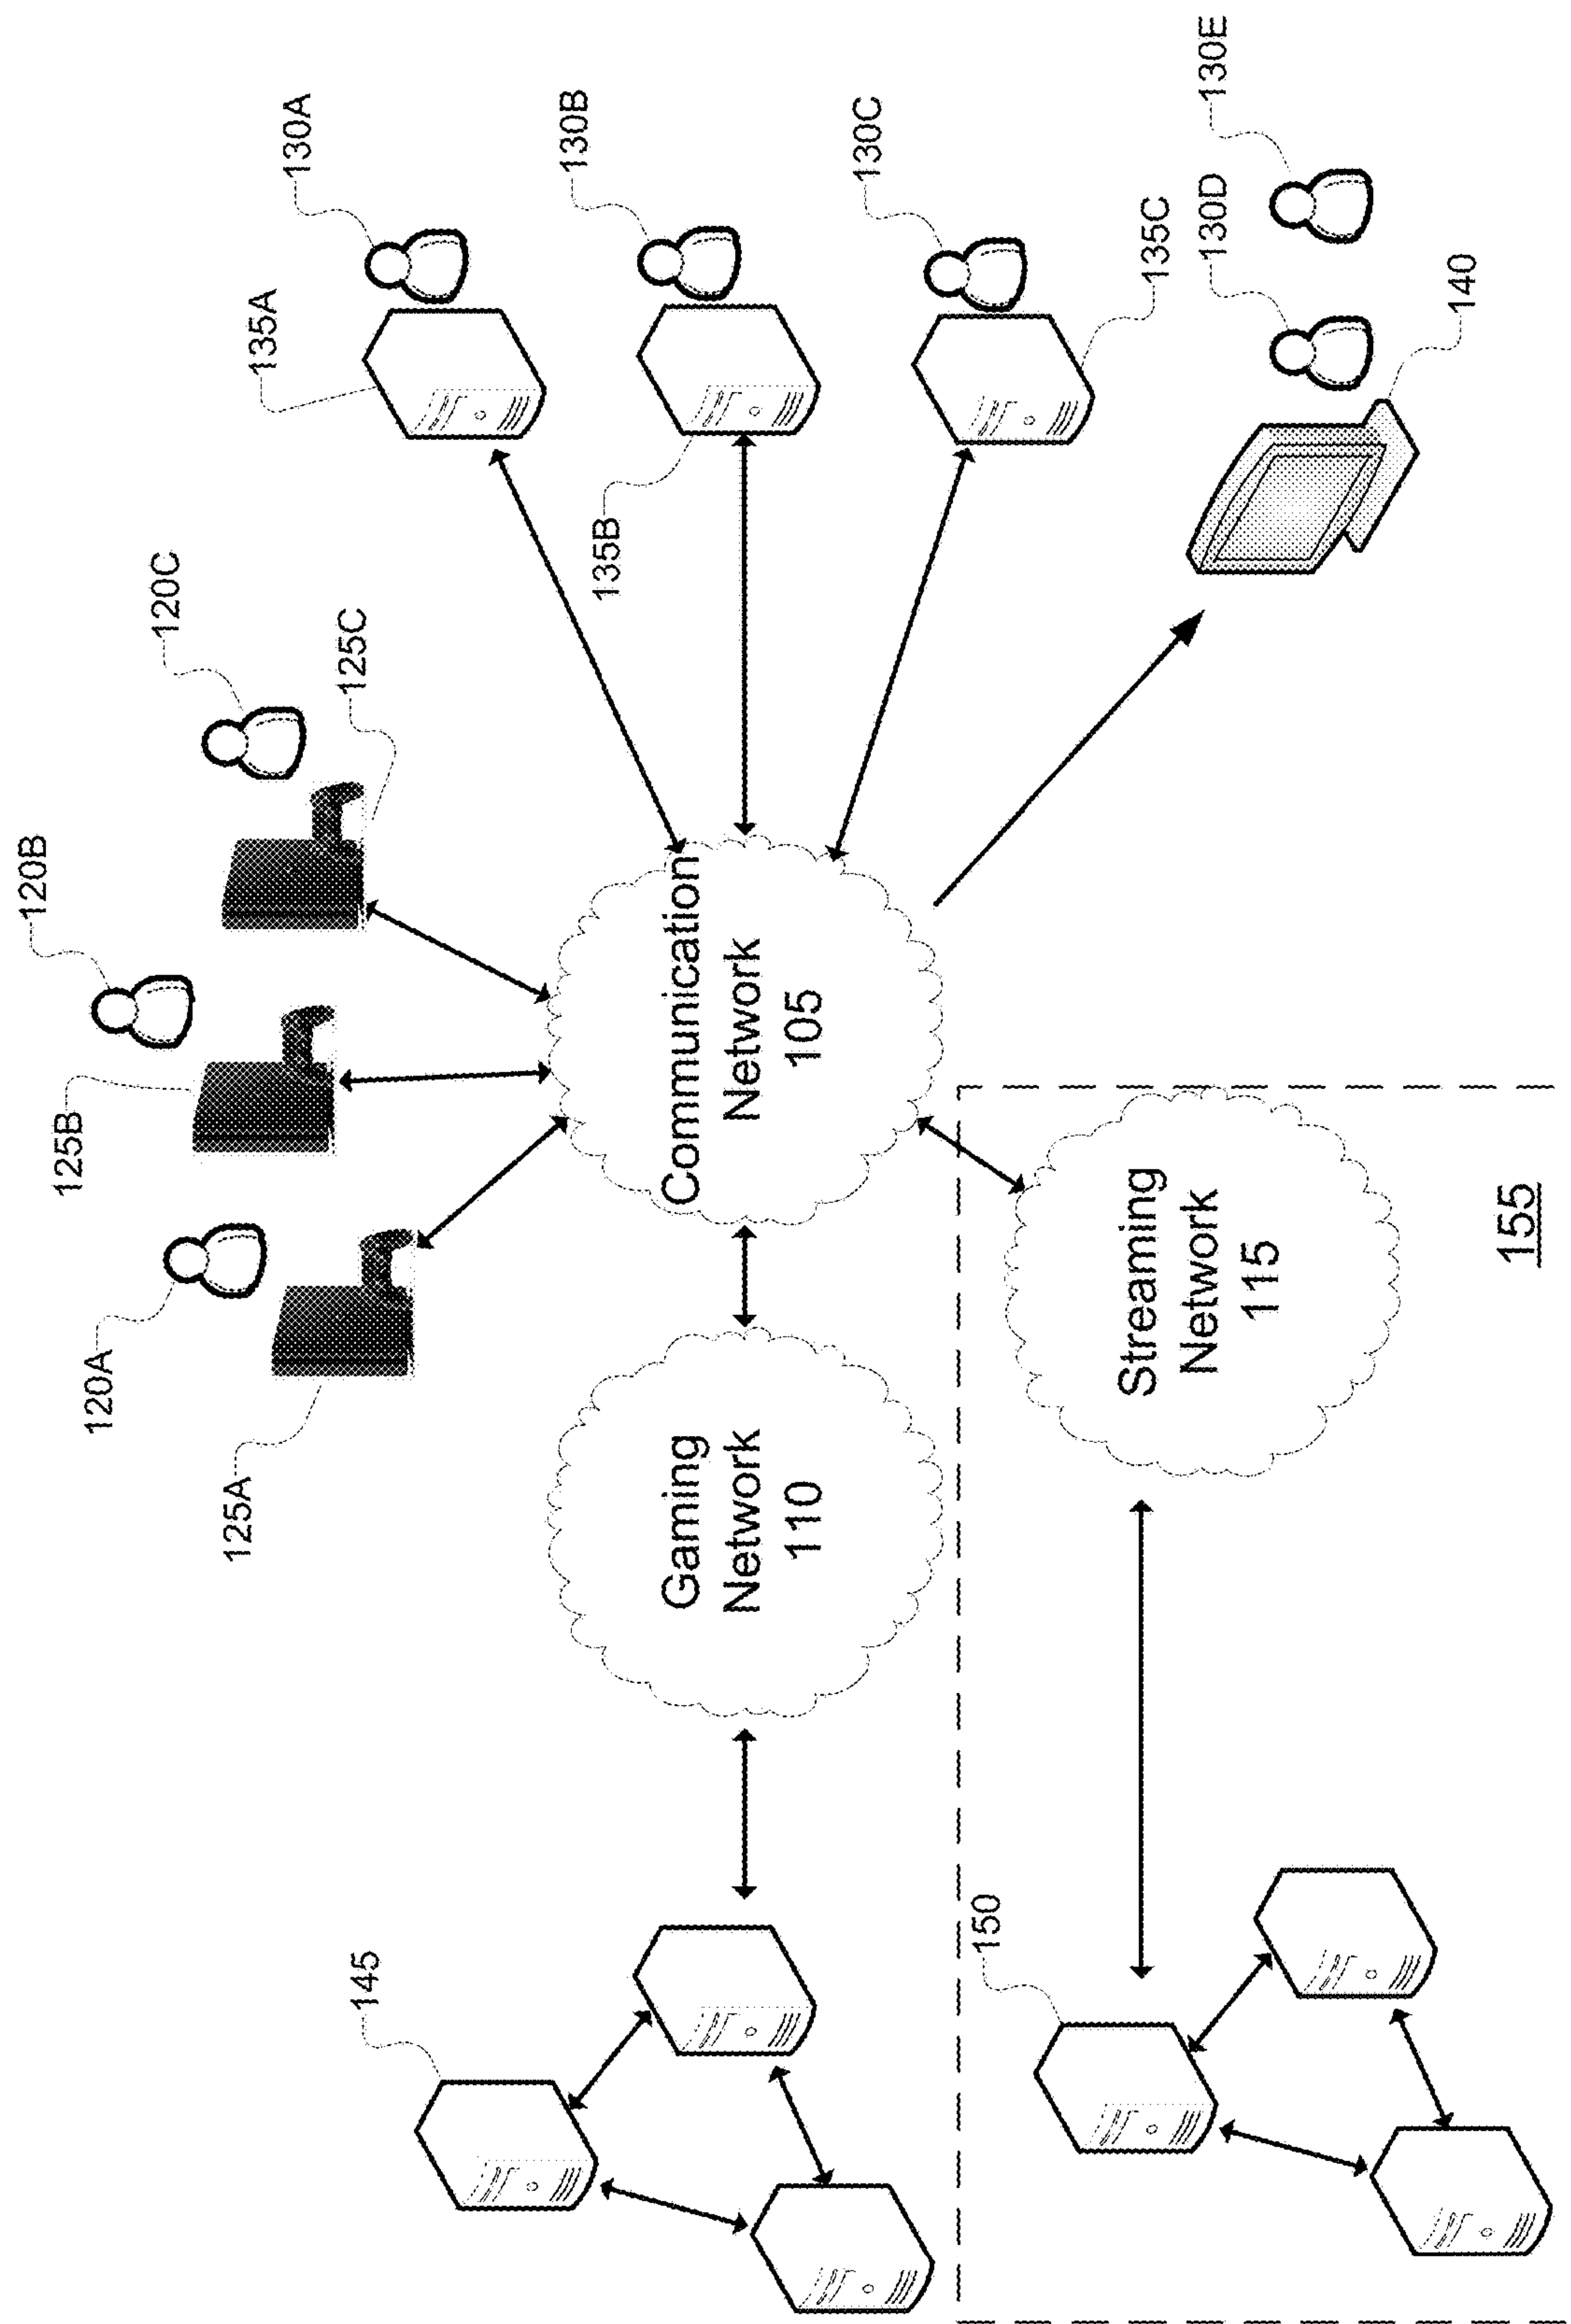 145
150
125A
120A
125B
120B
120C
125C
Gaming
Network
110
Communication
Network
105
Streaming
Network
115
155
135A
130A
135B
130B
130C
135C
130D
130E
140